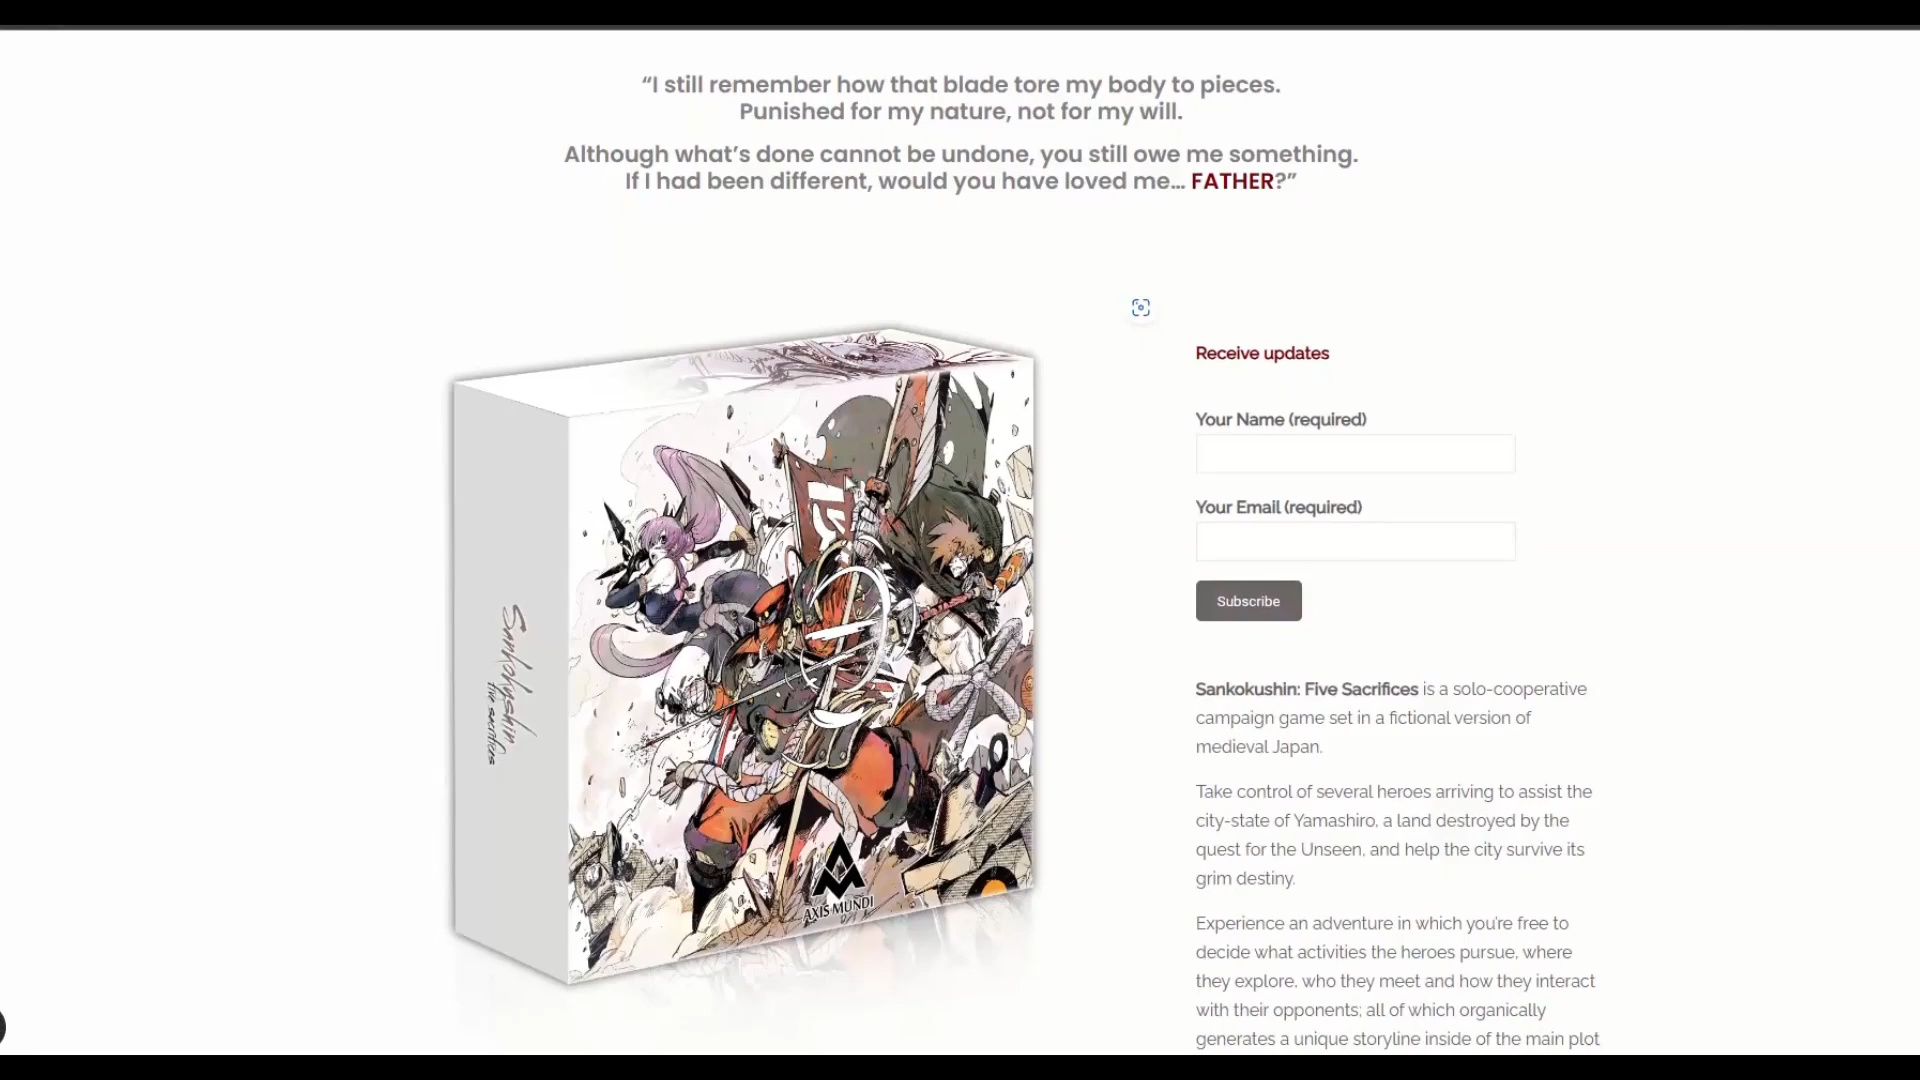 “I still remember how that blade tore my body to pieces.
Punished for my nature, not for my will.
Although what’s done cannot be undone, you still owe me something.
If I had been different, would you have loved me... FATHER?”
Sankokushin
five sacrifices
AXIS MUNDI
Receive updates
Your Name (required)
Your Email (required)
Subscribe
Sankokushin: Five Sacrifices is a solo-cooperative
campaign game set in a fictional version of
medieval Japan.
Take control of several heroes arriving to assist the
city-state of Yamashiro, a land destroyed by the
quest for the Unseen, and help the city survive its
grim destiny.
Experience an adventure in which you’re free to
decide what activities the heroes pursue, where
they explore, who they meet and how they interact
with their opponents; all of which organically
generates a unique storyline inside of the main plot